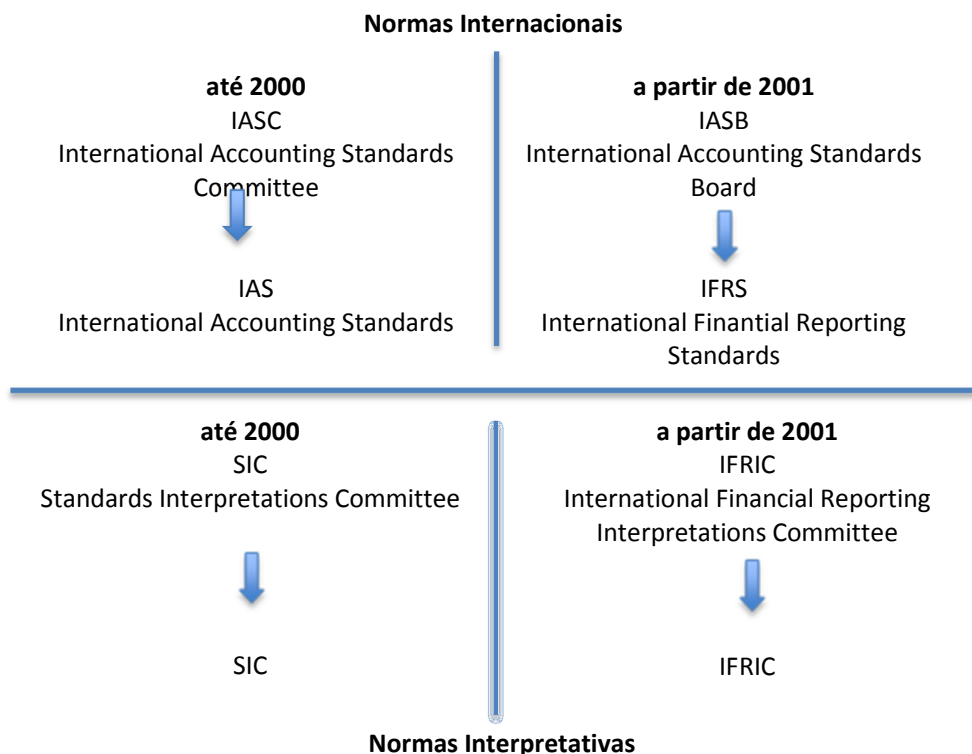 Normas Internacionais
até 2000
IASC
International Accounting Standards
Committee
IAS
International Accounting Standards
a partir de 2001
IASB
International Accounting Standards
Board
IFRS
International Finantial Reporting
Standards
até 2000
SIC
Standards Interpretations Committee
SIC
a partir de 2001
IFRIC
International Financial Reporting
Interpretations Committee
IFRIC
Normas Interpretativas